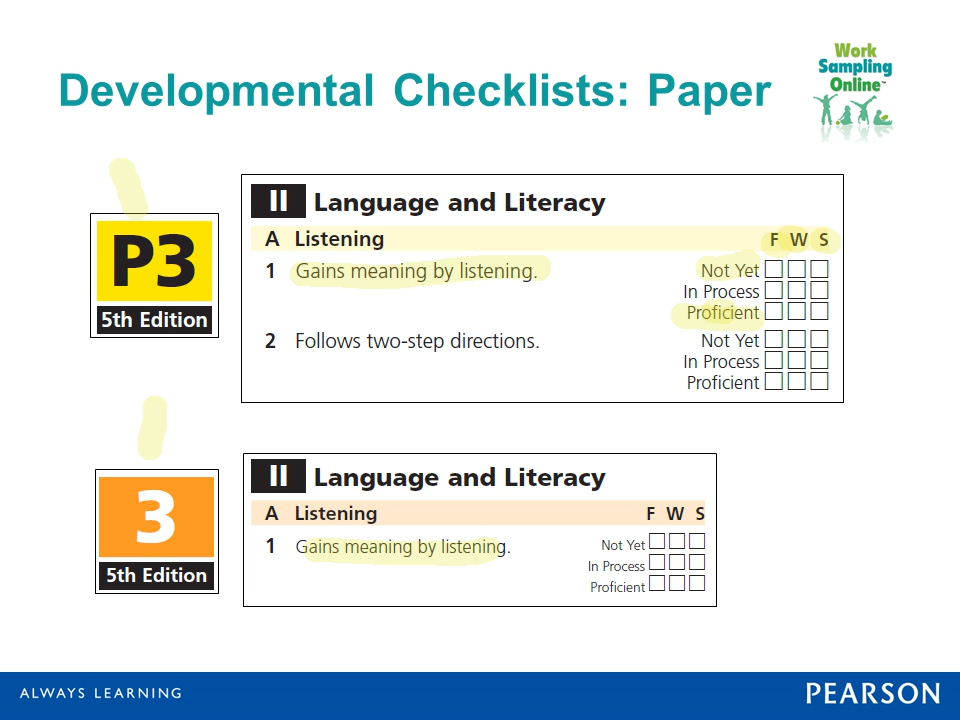 Developmental Checklists: Paper
Work
Sampling
Online™
P3
5th Edition
II Language and Literacy
A Listening F W S
1 Gains meaning by listening. Not Yet
In Process
Proficient
2 Follows two-step directions. Not Yet
In Process
Proficient
3
5th Edition
II Language and Literacy
A Listening F W S
1 Gains meaning by listening. Not Yet
In Process
Proficient
ALWAYS LEARNING PEARSON